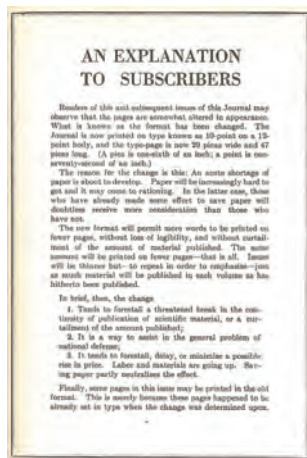 AN EXPLANATION
TO SUBSCRIBERS
Readers of this and subsequent issues of this Journal may
observe that the pages are somewhat altered in appearance.
What is known as the format has been changed. The
Journal is now printed on type known as 10-point on a 12-
point body, and the type-page is now 29 picas wide and 47
picas long. (A pica is one-sixth of an inch; a point is one-
seventy-second of an inch.)
The reason for the change is this: An acute shortage of
paper is about to develop. Paper will be increasingly hard to
get and it may come to rationing. In the latter case, those
who have already made some effort to save paper will
doubtless receive more consideration than those who
have not.
The new format will permit more words to be printed on
fewer pages, without loss of legibility, and without curtail-
ment of the amount of material published. The same
amount will be printed on fewer pages—that is all. Issues
will be thinner but—to repeat in order to emphasize—just
as much material will be published in each volume as has
hitherto been published.
In brief, then, the change
1. Tends to forestall a threatened break in the con-
tinuity of publication of scientific material, or a cur-
tailment of the amount published;
2. It is a way to assist in the general problem of
national defense;
3. It tends to forestall, delay, or minimise a possible
rise in price. Labor and materials are going up. Sav-
ing paper partly neutralizes the effect.
Finally, some pages in this issue may be printed in the old
format. This is merely because these pages happened to be
already set in type when the change was determined upon.